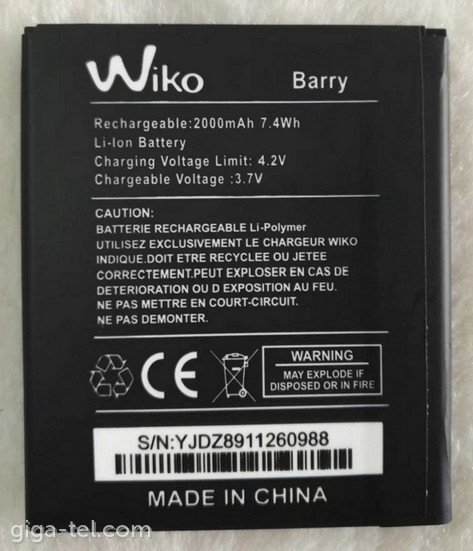 Wiko Barry
Rechargeable:2000mAh 7.4Wh
Li-Ion Battery
Charging Voltage Limit: 4.2V
Chargeable Voltage :3.7V
CAUTION:
BATTERIE RECHARGEABLE Li-Polymer
UTILISEZ EXCLUSIVEMENT LE CHARGEUR WIKO
INDIQUE.DOIT ETRE RECYCLEE OU JETEE
CORRECTEMENT.PEUT EXPLOSER EN CAS DE
DETERIORATION OU D EXPOSITION AU FEU.
NE PAS METTRE EN COURT-CIRCUIT.
NE PAS DEMONTER.
CE
WARNING
MAY EXPLODE IF
DISPOSED OR IN FIRE
S/N:YJDZ8911260988
MADE IN CHINA
giga-tel.com